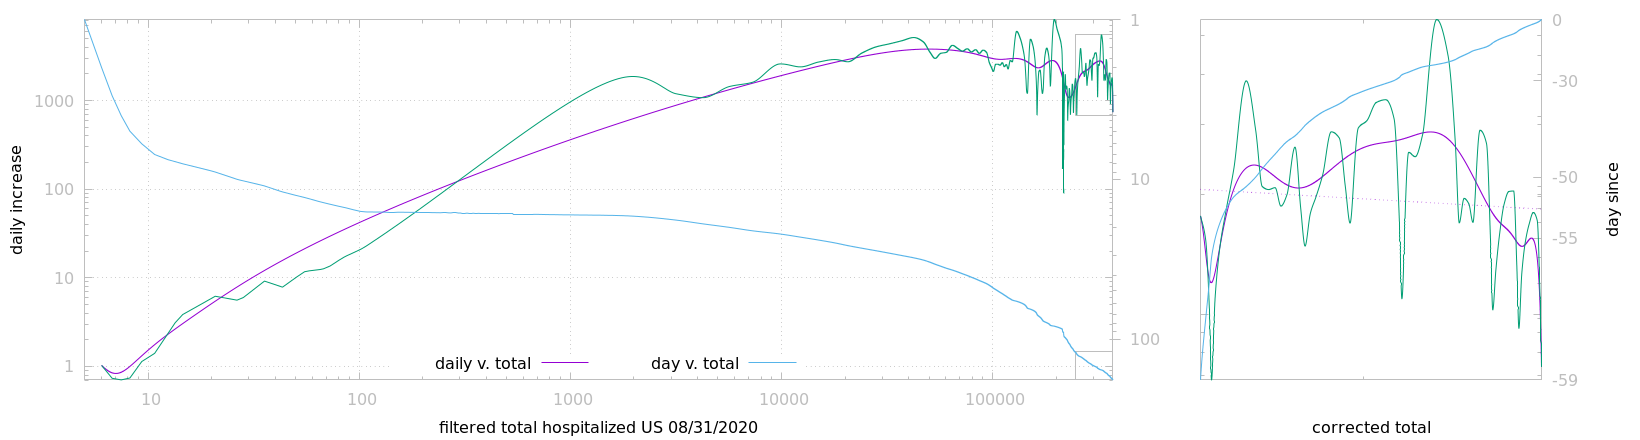 daily increase
1000
100
10
1
10
100
1000
10000
100000
1
10
100
daily v. total
day v. total
filtered total hospitalized US 08/31/2020
0
-30
-50
-55
-59
day since
corrected total